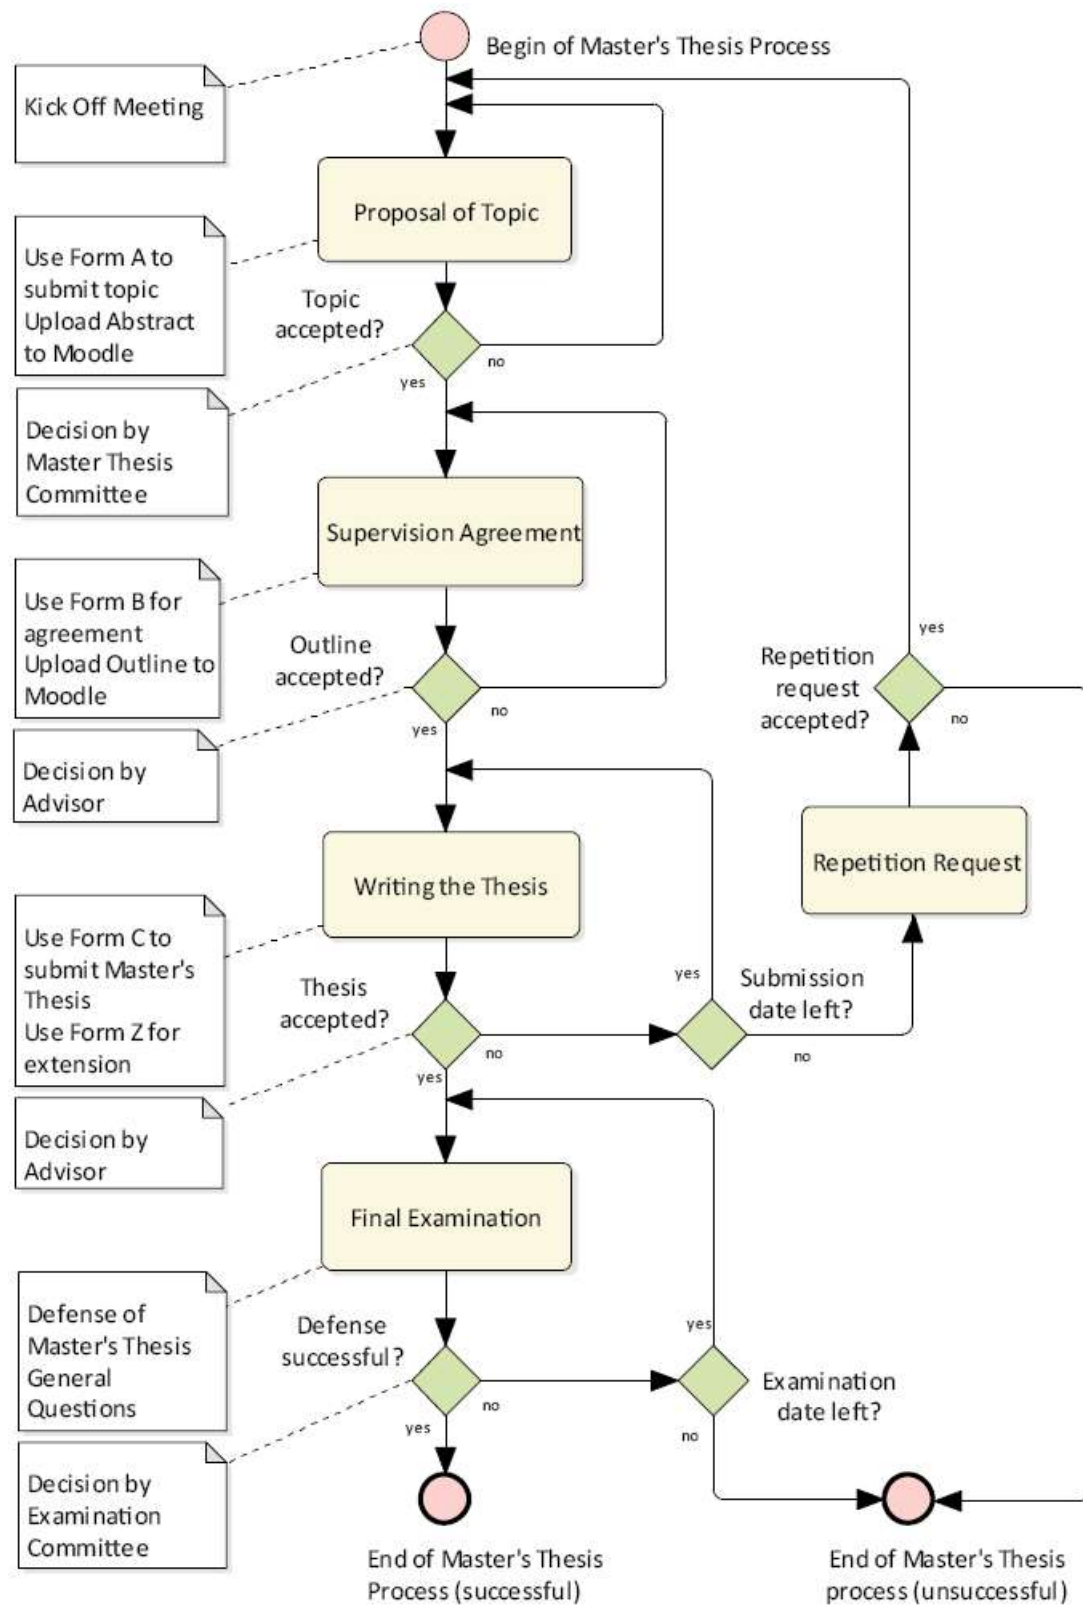 Begin of Master's Thesis Process
Kick Off Meeting
Proposal of Topic
Use Form A to
submit topic
Upload Abstract
to Moodle
Topic
accepted?
no
yes
Decision by
Master Thesis
Committee
Supervision Agreement
Use Form B for
agreement
Upload Outline to
Moodle
Outline
accepted?
no
yes
Decision by
Advisor
yes
Repetition
request
accepted?
no
Repetition Request
Writing the Thesis
Use Form C to
submit Master's
Thesis
Use Form Z for
extension
Thesis
accepted?
no
yes
yes
Submission
date left?
no
Decision by
Advisor
Final Examination
Defense of
Master's Thesis
General
Questions
Defense
successful?
no
yes
yes
Examination
date left?
no
Decision by
Examination
Committee
End of Master's Thesis
Process (successful)
End of Master's Thesis
process (unsuccessful)